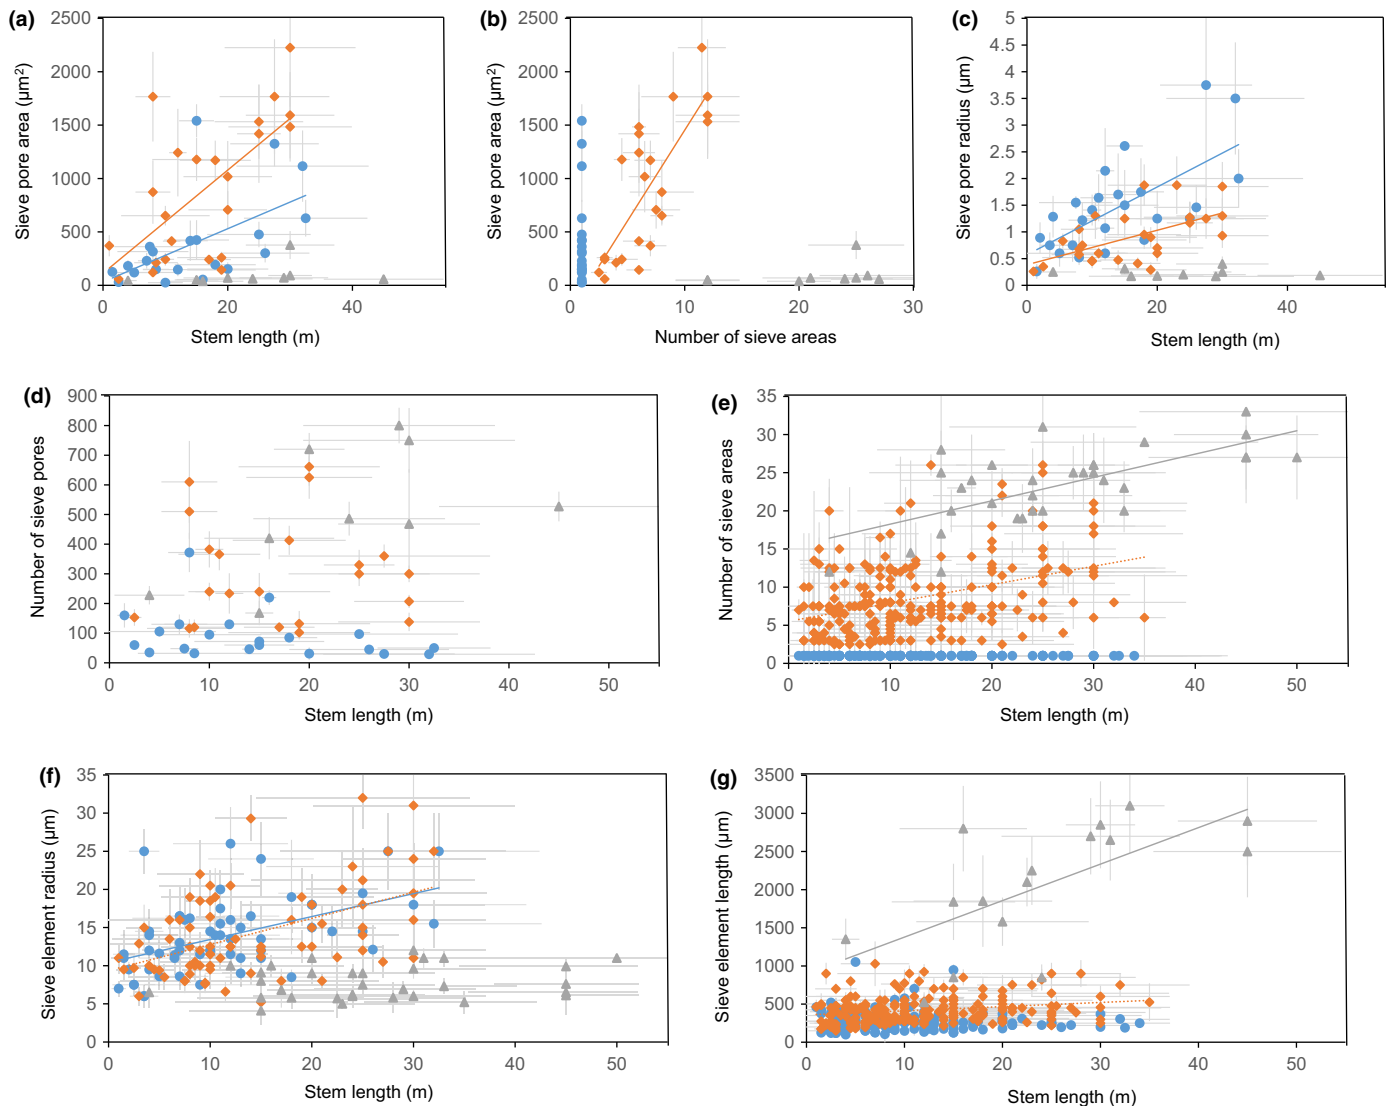 (a)
Sieve pore area (µm²)
2500
2000
1500
1000
500
0
0 20 40
Stem length (m)
(b)
Sieve pore area (µm²)
2500
2000
1500
1000
500
0
0 10 20 30
Number of sieve areas
(c)
Sieve pore radius (µm)
5
4.5
4
3.5
3
2.5
2
1.5
1
0.5
0
0 20 40
Stem length (m)
(d)
Number of sieve pores
900
800
700
600
500
400
300
200
100
0
0 10 20 30 40 50
Stem length (m)
(e)
Number of sieve areas
35
30
25
20
15
10
5
0
0 10 20 30 40 50
Stem length (m)
(f)
Sieve element radius (µm)
35
30
25
20
15
10
5
0
0 10 20 30 40 50
Stem length (m)
(g)
Sieve element length (µm)
3500
3000
2500
2000
1500
1000
500
0
0 10 20 30 40 50
Stem length (m)